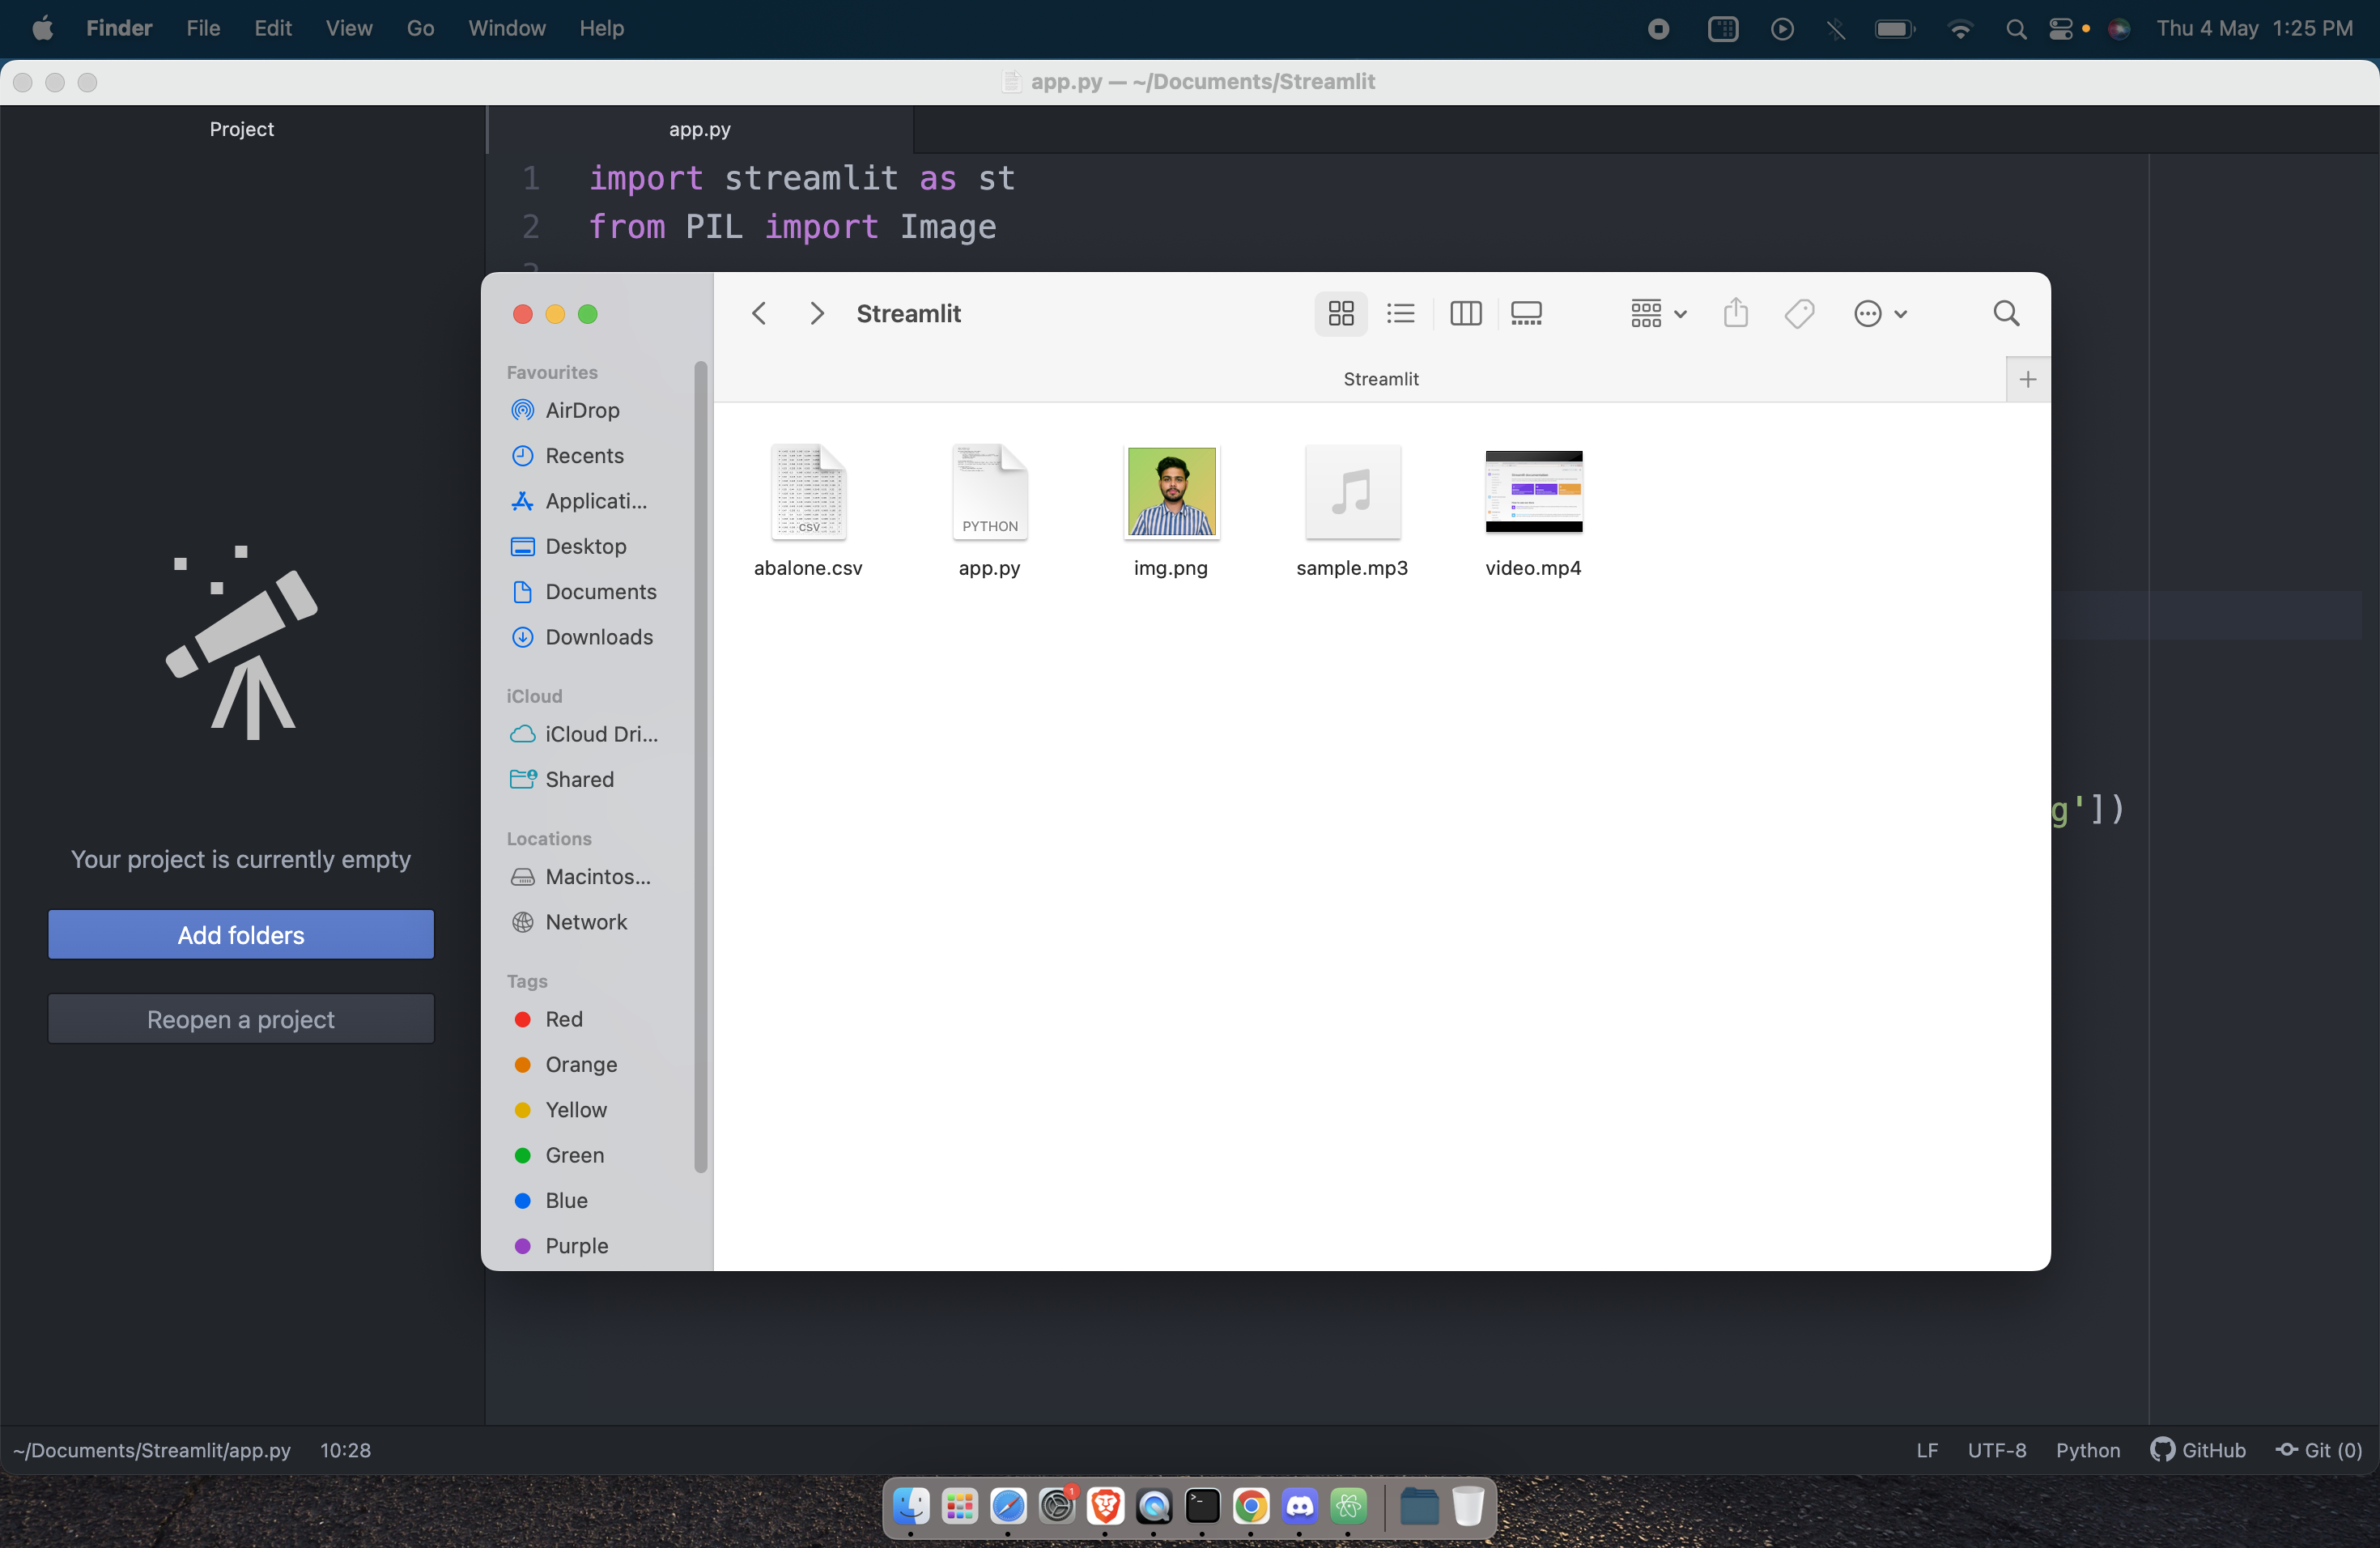 Finder File Edit View Go Window Help Thu 4 May 1:25 PM
app.py — ~/Documents/Streamlit
Project
app.py
1 import streamlit as st
2 from PIL import Image
3
Streamlit
Streamlit
Favourites
AirDrop
Recents
Applicati...
Desktop
Documents
Downloads
iCloud
iCloud Dri...
Shared
Locations
Macintos...
Network
Tags
Red
Orange
Yellow
Green
Blue
Purple
CSV
PYTHON
abalone.csv app.py img.png sample.mp3 video.mp4
g'])
Your project is currently empty
Add folders
Reopen a project
~/Documents/Streamlit/app.py 10:28 LF UTF-8 Python GitHub Git (0)
1